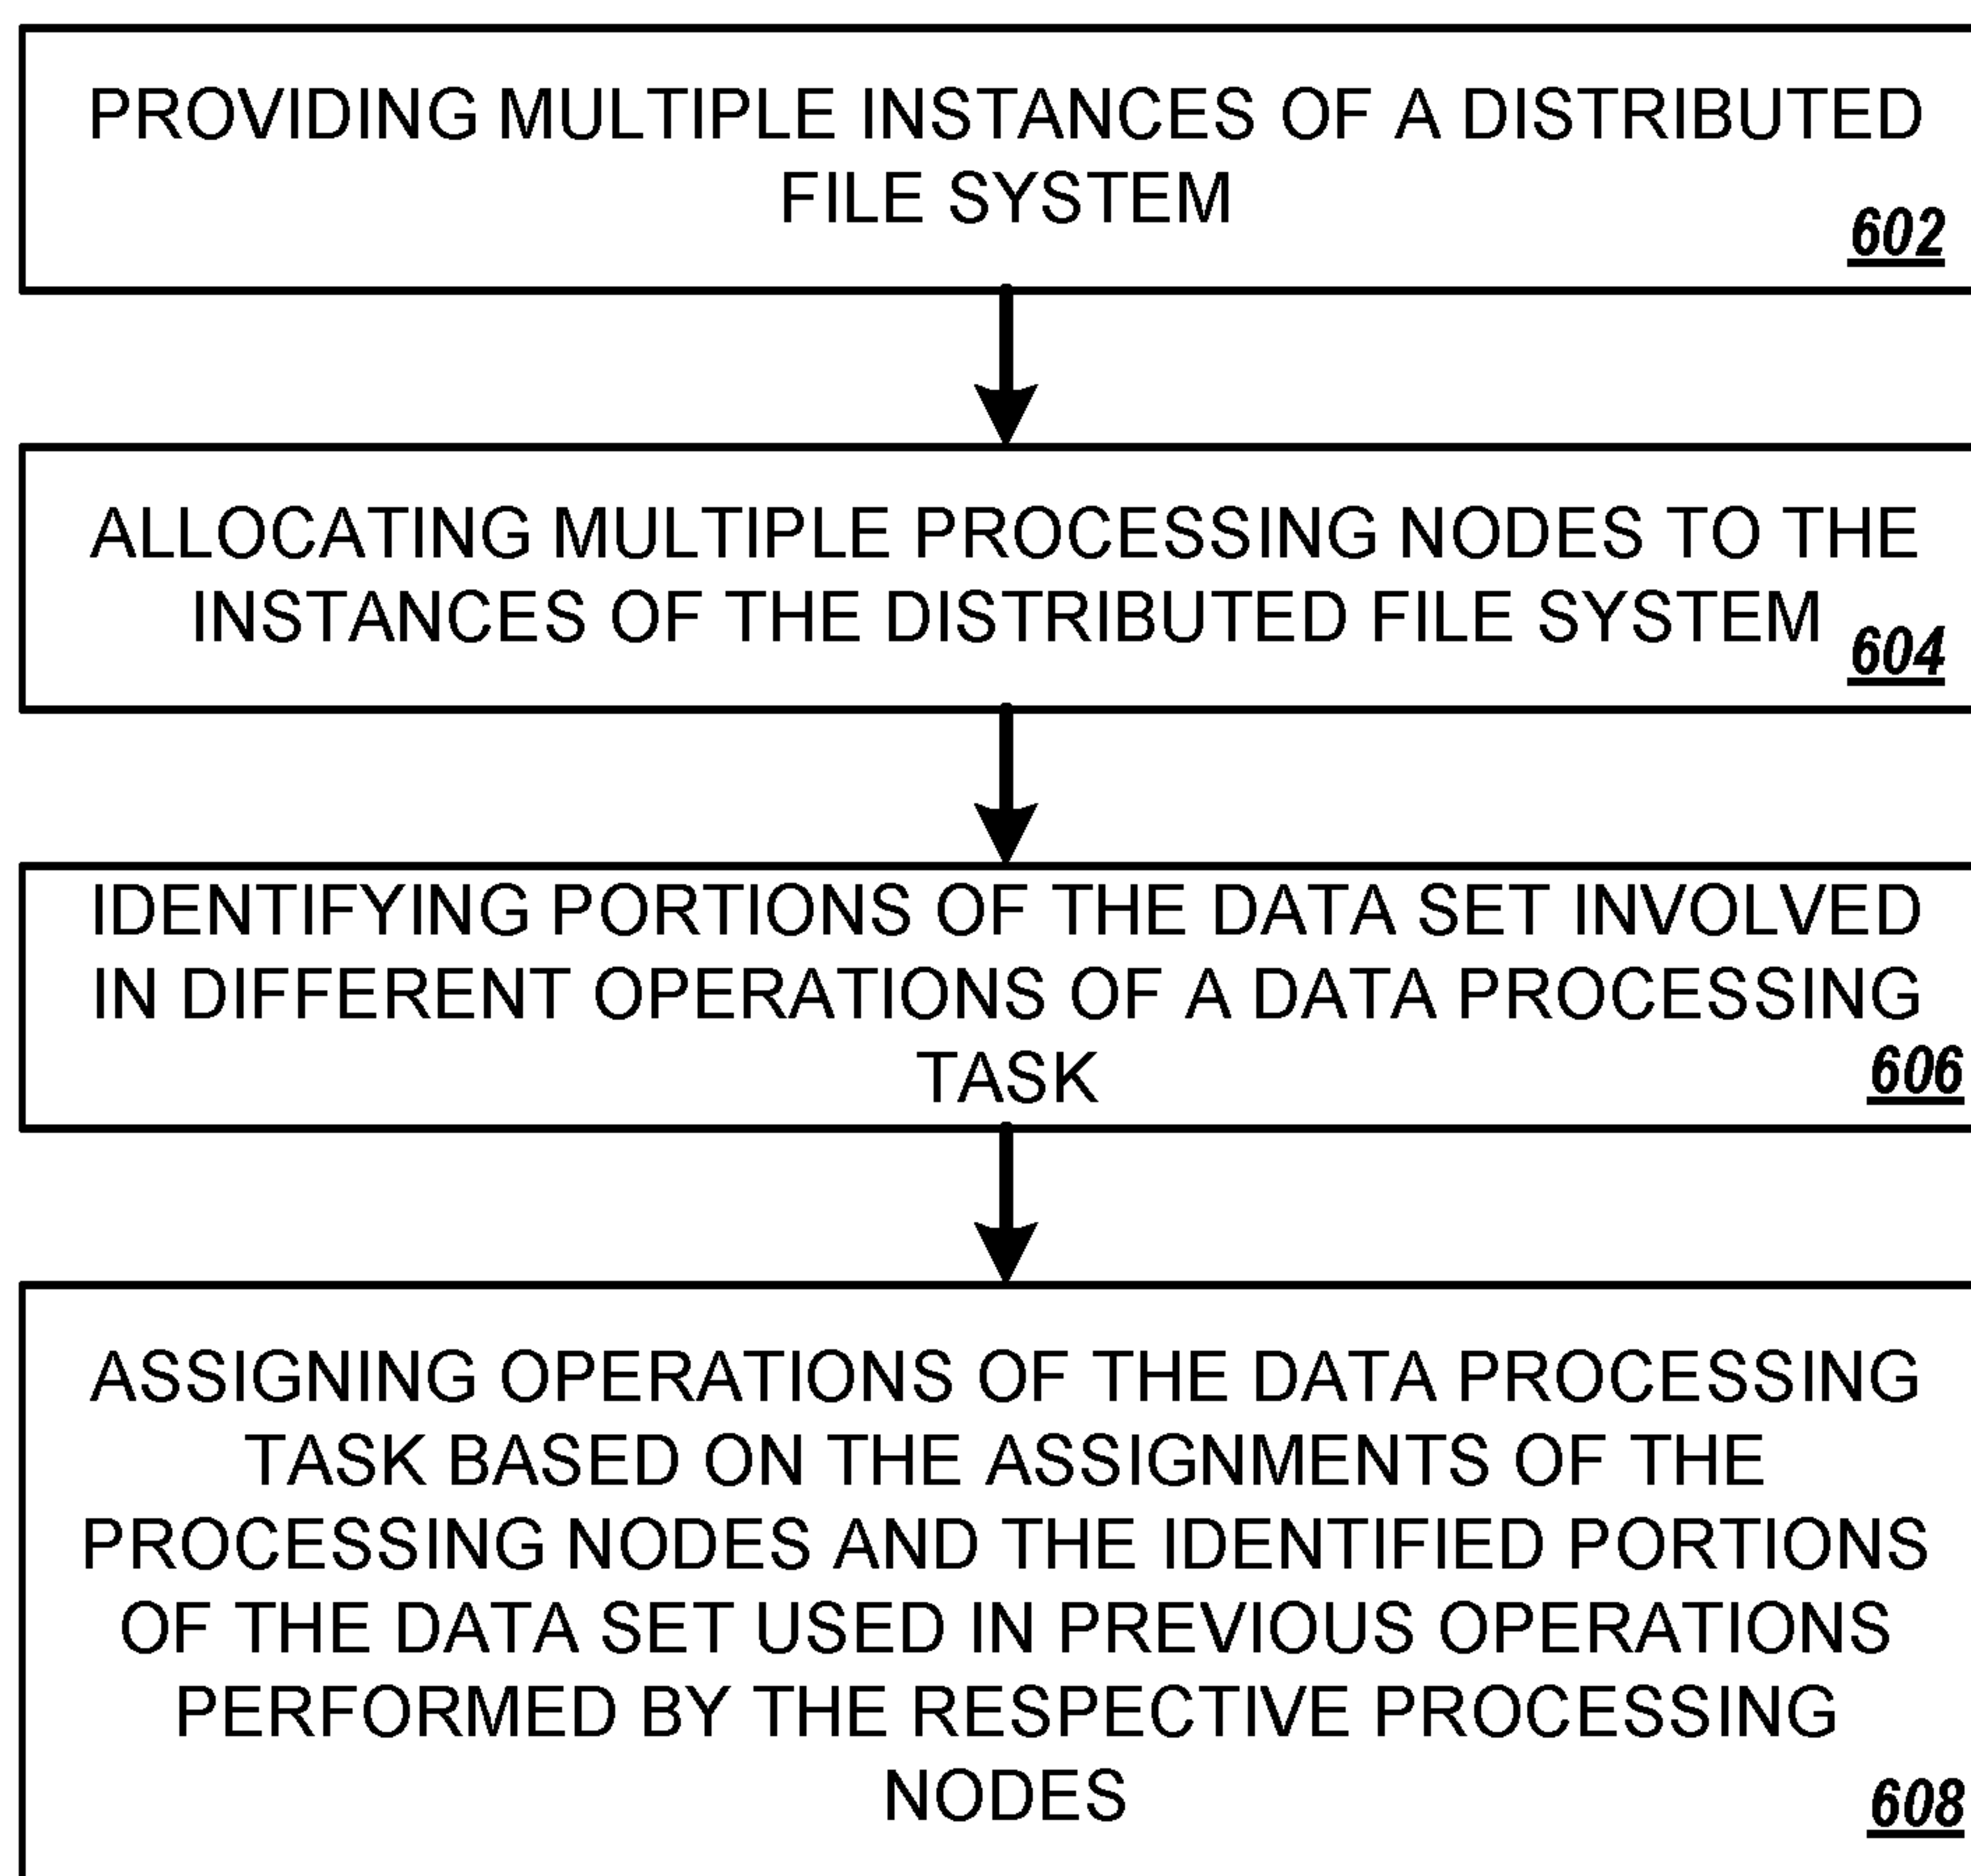 PROVIDING MULTIPLE INSTANCES OF A DISTRIBUTED
FILE SYSTEM
602
ALLOCATING MULTIPLE PROCESSING NODES TO THE
INSTANCES OF THE DISTRIBUTED FILE SYSTEM
604
IDENTIFYING PORTIONS OF THE DATA SET INVOLVED
IN DIFFERENT OPERATIONS OF A DATA PROCESSING
TASK
606
ASSIGNING OPERATIONS OF THE DATA PROCESSING
TASK BASED ON THE ASSIGNMENTS OF THE
PROCESSING NODES AND THE IDENTIFIED PORTIONS
OF THE DATA SET USED IN PREVIOUS OPERATIONS
PERFORMED BY THE RESPECTIVE PROCESSING
NODES
608